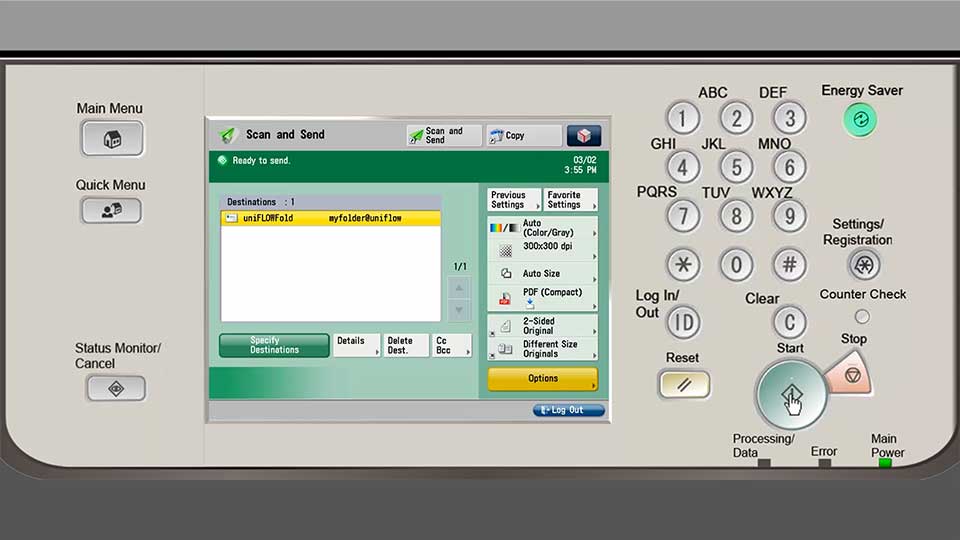 Main Menu
Quick Menu
Status Monitor/
Cancel
Scan and Send
Scan and
Send
Copy
Ready to send.
03/02
3:55 PM
Destinations : 1
uniFLOWFold myfolder@uniflow
1/1
Specify
Destinations
Details
Delete
Dest.
Cc
Bcc
Previous
Settings
Favorite
Settings
Auto
(Color/Gray)
300x300 dpi
Auto Size
PDF (Compact)
2-Sided
Original
Different Size
Originals
Options
Log Out
ABC
DEF
1
2
3
GHI
JKL
MNO
4
5
6
PQRS
TUV
WXYZ
7
8
9
*
0
#
Log In/
Out
ID
Clear
C
Reset
Start
Stop
Energy Saver
Settings/
Registration
Counter Check
Processing/
Data
Error
Main
Power